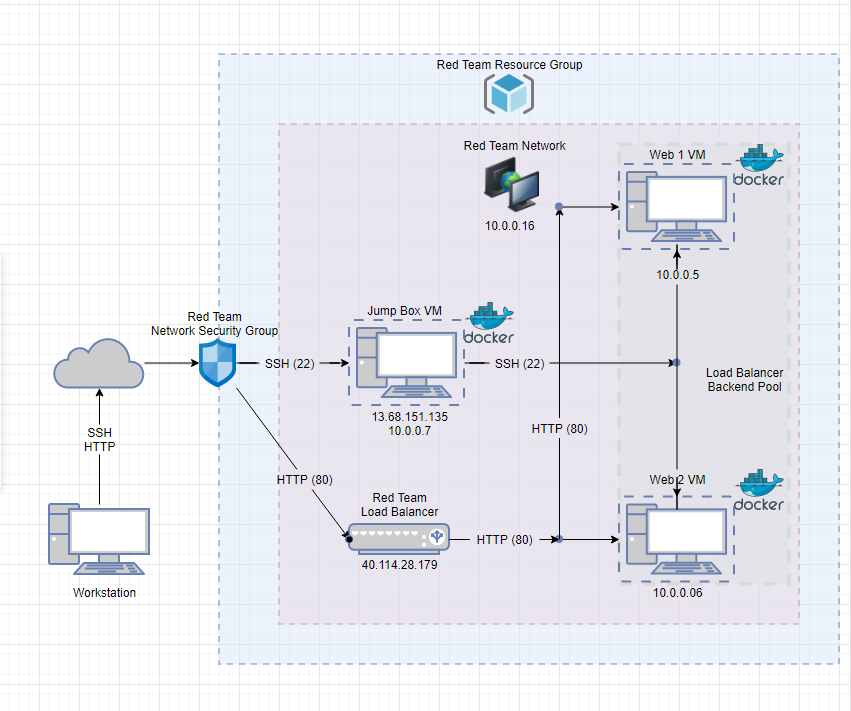 Red Team Resource Group
Red Team Network
10.0.0.16
Web 1 VM
docker
10.0.0.5
Red Team
Network Security Group
Jump Box VM
docker
SSH (22)
SSH (22)
13.68.151.135
10.0.0.7
Load Balancer
Backend Pool
SSH
HTTP
HTTP (80)
HTTP (80)
Red Team
Load Balancer
HTTP (80)
40.114.28.179
Web 2 VM
docker
10.0.0.06
Workstation